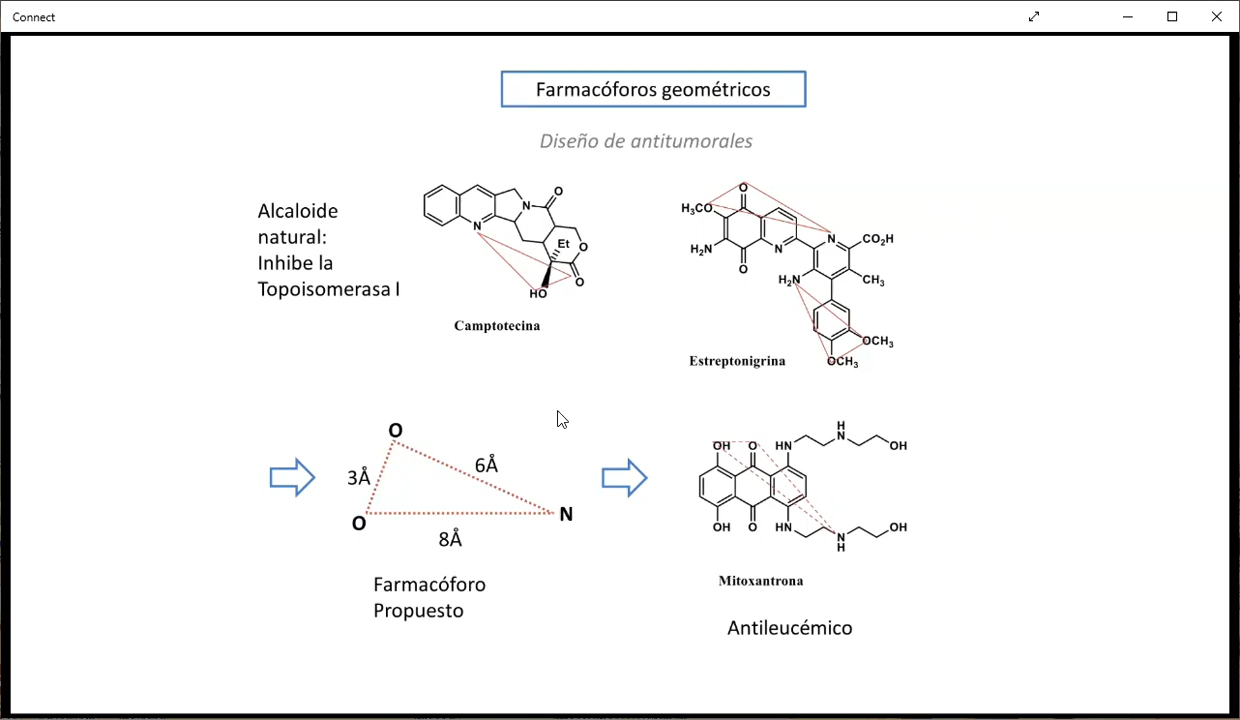 Connect
Farmacóforos geométricos
Diseño de antitumorales
Alcaloide
natural:
Inhibe la
Topoisomerasa I
N
O
N
Et
O
O
HO
Camptotecina
O
H₃CO
H₂N
O
N
N
CO₂H
H₂N
CH₃
OCH₃
OCH₃
Estreptonigrina
O
3Å
6Å
O
N
8Å
Farmacóforo
Propuesto
OH
O
HN
H
N
OH
OH
O
HN
N
H
OH
Mitoxantrona
Antileucémico